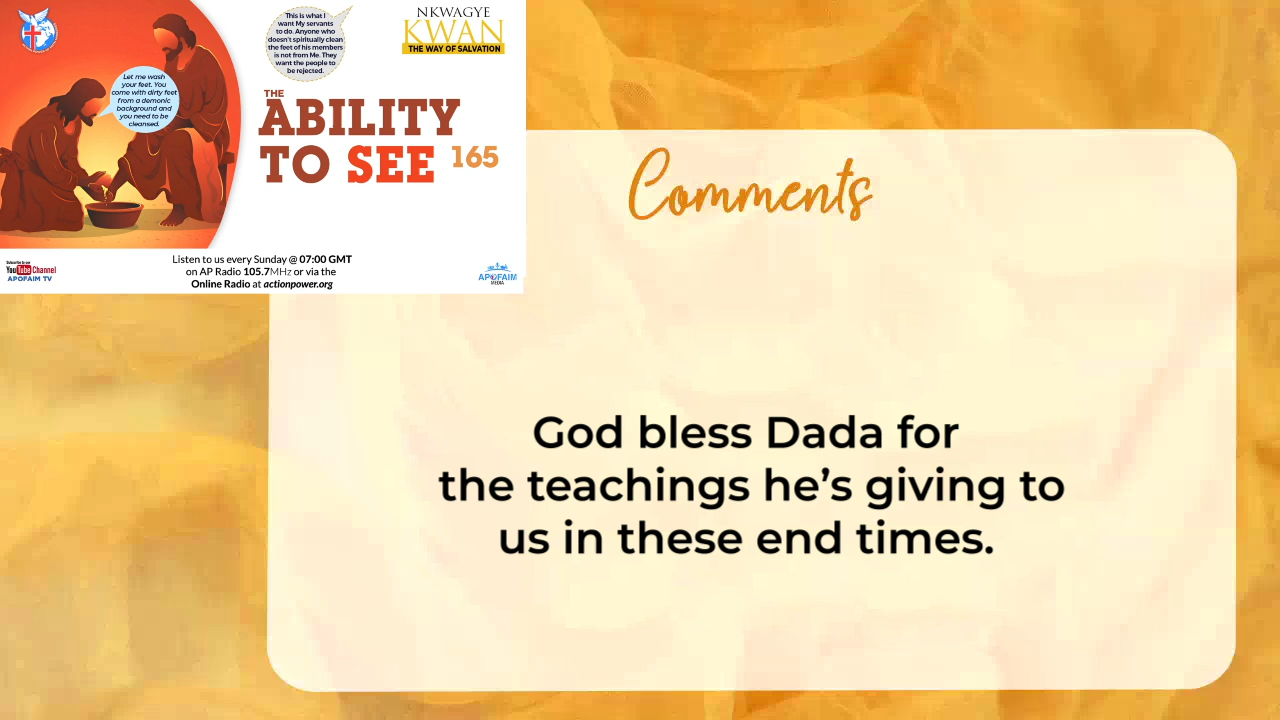 This is what I
want My servants
to do. Anyone who
doesn't spiritually clean
the feet of his members
is not from Me. They
want the people to
be rejected.
NKWAGYE
KWAN
THE WAY OF SALVATION
Let me wash
your feet. You
come with dirty feet
from a demonic
background and
you need to be
cleansed.
THE
ABILITY
TO SEE 165
Listen to us every Sunday @ 07:00 GMT
on AP Radio 105.7MHz or via the
Online Radio at actionpower.org
Subscribe to our
YouTube Channel
APOFAIM TV
APOFAIM
MEDIA
Comments
God bless Dada for
the teachings he's giving to
us in these end times.